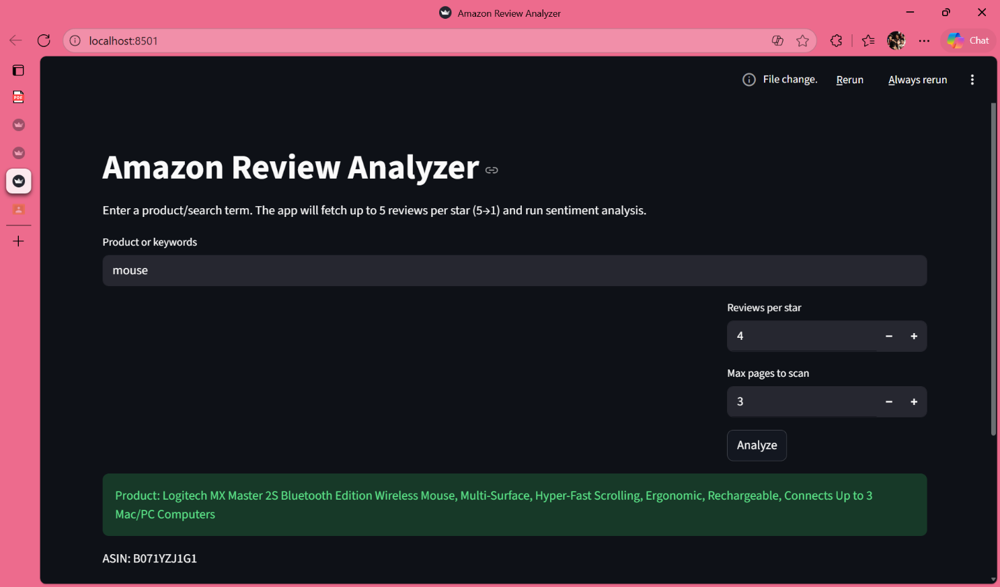 Amazon Review Analyzer
localhost:8501
Chat
PDF
File change.
Rerun
Always rerun
Amazon Review Analyzer
Enter a product/search term. The app will fetch up to 5 reviews per star (5→1) and run sentiment analysis.
Product or keywords
mouse
Reviews per star
4
Max pages to scan
3
Analyze
Product: Logitech MX Master 2S Bluetooth Edition Wireless Mouse, Multi-Surface, Hyper-Fast Scrolling, Ergonomic, Rechargeable, Connects Up to 3
Mac/PC Computers
ASIN: B071YZJ1G1